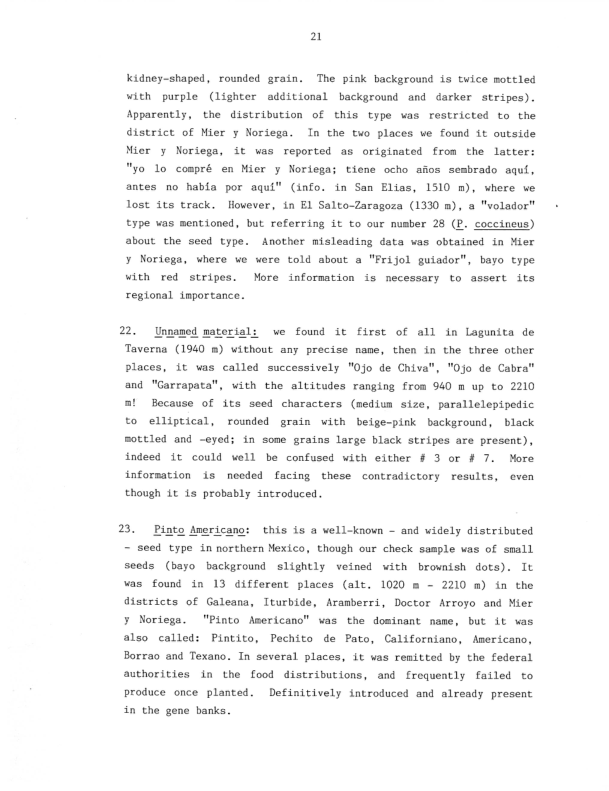 21
kidney-shaped, rounded grain. The pink background is twice mottled
with purple (lighter additional background and darker stripes).
Apparently, the distribution of this type was restricted to the
district of Mier y Noriega. In the two places we found it outside
Mier y Noriega, it was reported as originated from the latter:
"yo lo compré en Mier y Noriega; tiene ocho años sembrado aquí,
antes no había por aquí" (info. in San Elias, 1510 m), where we
lost its track. However, in El Salto-Zaragoza (1330 m), a "volador"
type was mentioned, but referring it to our number 28 (P. coccineus)
about the seed type. Another misleading data was obtained in Mier
y Noriega, where we were told about a "Frijol guiador", bayo type
with red stripes. More information is necessary to assert its
regional importance.
22. Unnamed material: we found it first of all in Lagunita de
Taverna (1940 m) without any precise name, then in the three other
places, it was called successively "Ojo de Chiva", "Ojo de Cabra"
and "Garrapata", with the altitudes ranging from 940 m up to 2210
m! Because of its seed characters (medium size, parallelepipedic
to elliptical, rounded grain with beige-pink background, black
mottled and -eyed; in some grains large black stripes are present),
indeed it could well be confused with either # 3 or # 7. More
information is needed facing these contradictory results, even
though it is probably introduced.
23. Pinto Americano: this is a well-known - and widely distributed
- seed type in northern Mexico, though our check sample was of small
seeds (bayo background slightly veined with brownish dots). It
was found in 13 different places (alt. 1020 m - 2210 m) in the
districts of Galeana, Iturbide, Aramberri, Doctor Arroyo and Mier
y Noriega. "Pinto Americano" was the dominant name, but it was
also called: Pintito, Pechito de Pato, Californiano, Americano,
Borrao and Texano. In several places, it was remitted by the federal
authorities in the food distributions, and frequently failed to
produce once planted. Definitively introduced and already present
in the gene banks.